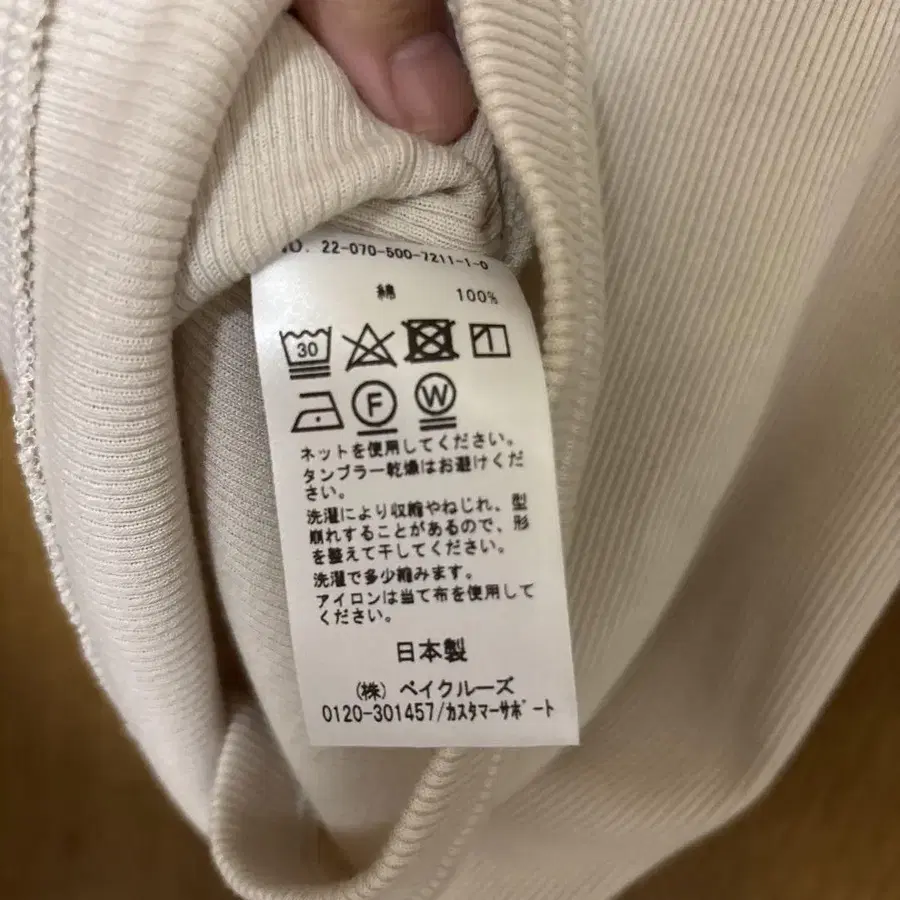 NO. 22-070-500-7211-1-0
綿 100%
30
F W
ネットを使用してください。
タンブラー乾燥はお避けくだ
さい。
洗濯により収縮やねじれ、型
崩れすることがあるので、形
を整えて干してください。
洗濯で多少縮みます。
アイロンは当て布を使用して
ください。
日本製
(株) ベイクルーズ
0120-301457/カスタマーサポート